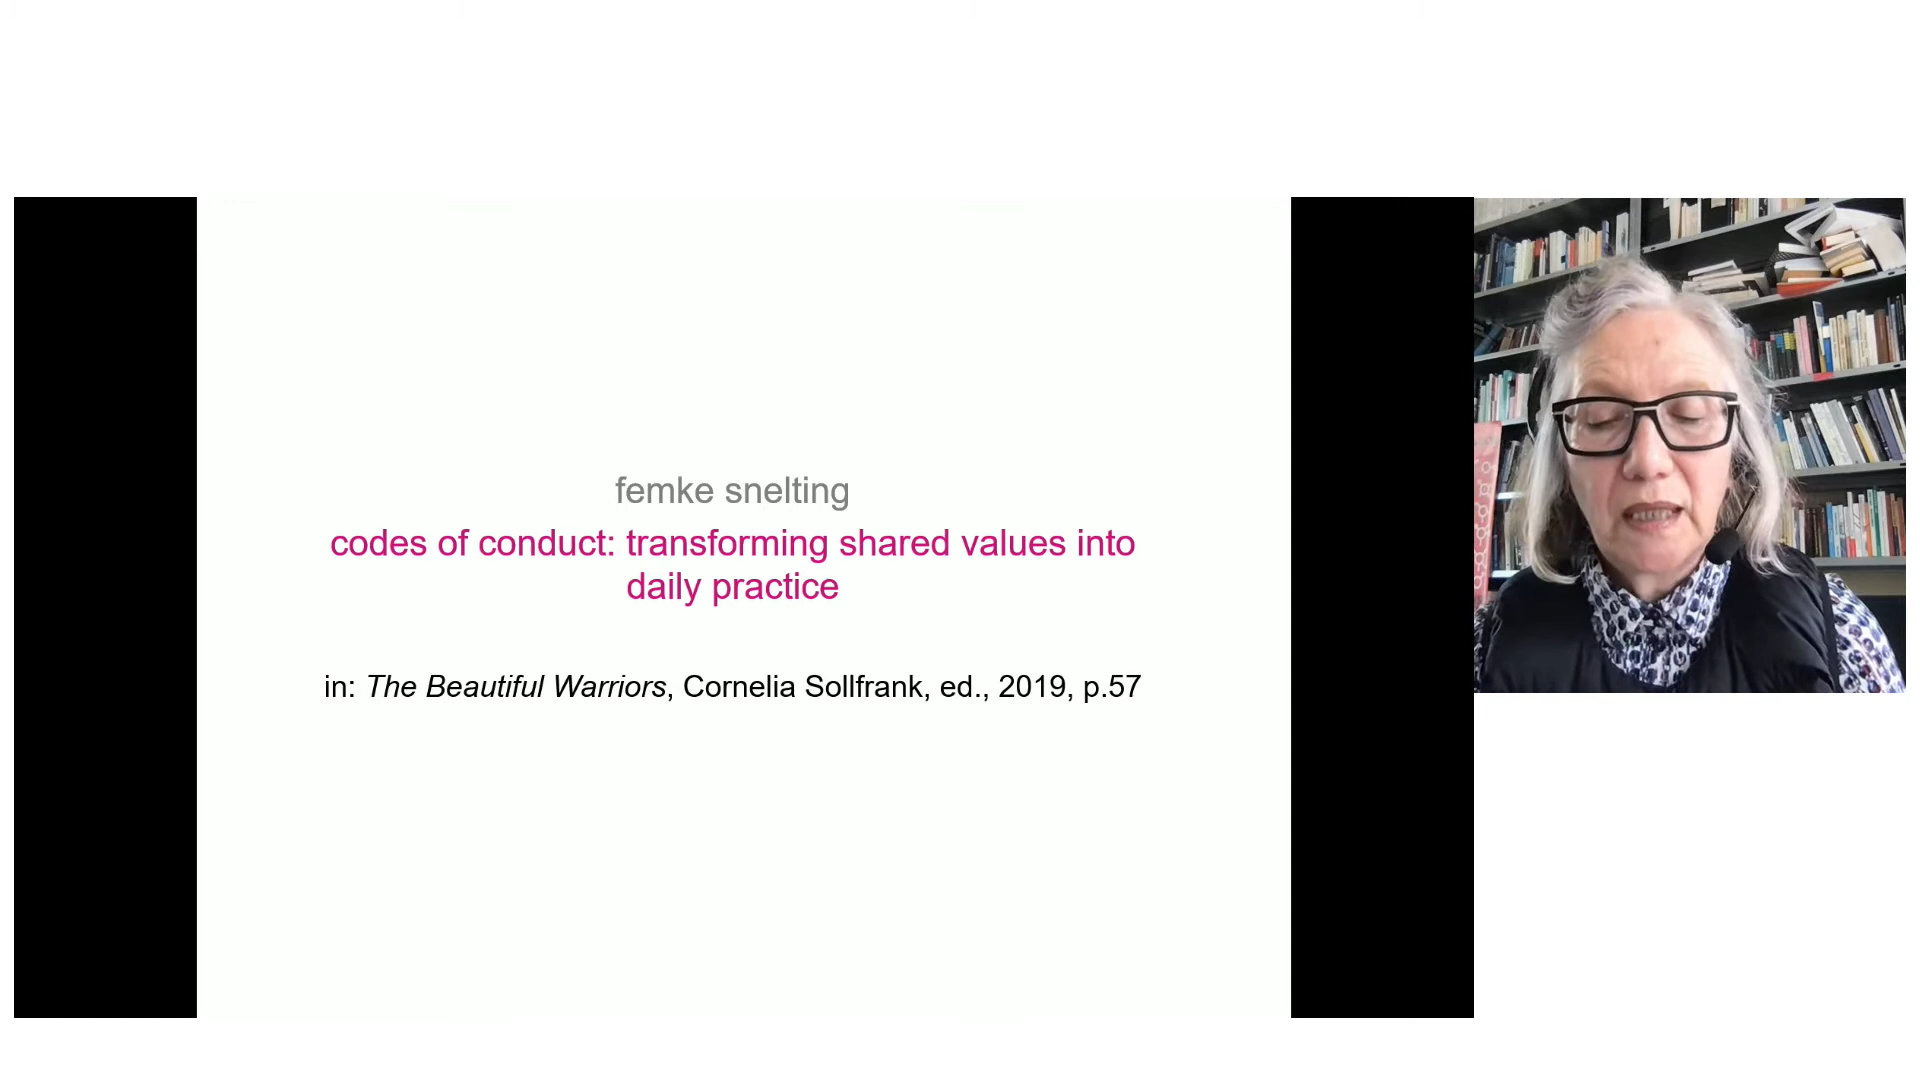 femke snelting
codes of conduct: transforming shared values into
daily practice
in: The Beautiful Warriors, Cornelia Sollfrank, ed., 2019, p.57